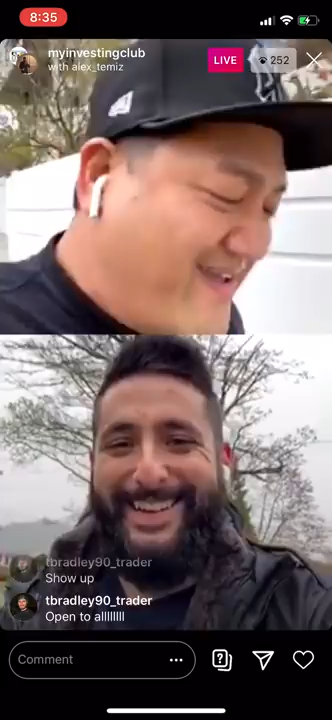 8:35
myinvestingclub
with alex_temiz
LIVE
252
tbradley90_trader
Show up
tbradley90_trader
Open to allllllll
Comment